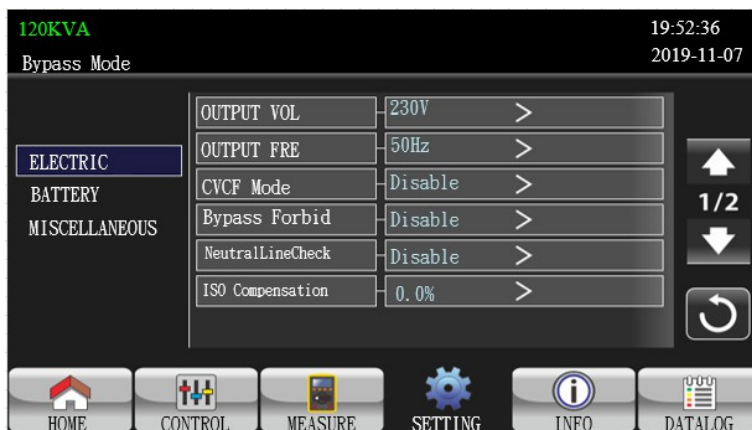 120KVA
19:52:36
Bypass Mode
2019-11-07
ELECTRIC
BATTERY
MISCELLANEOUS
OUTPUT VOL 230V >
OUTPUT FRE 50Hz >
CVCF Mode Disable >
Bypass Forbid Disable >
NeutralLineCheck Disable >
ISO Compensation 0.0% >
1/2
HOME CONTROL MEASURE SETTING INFO DATALOG